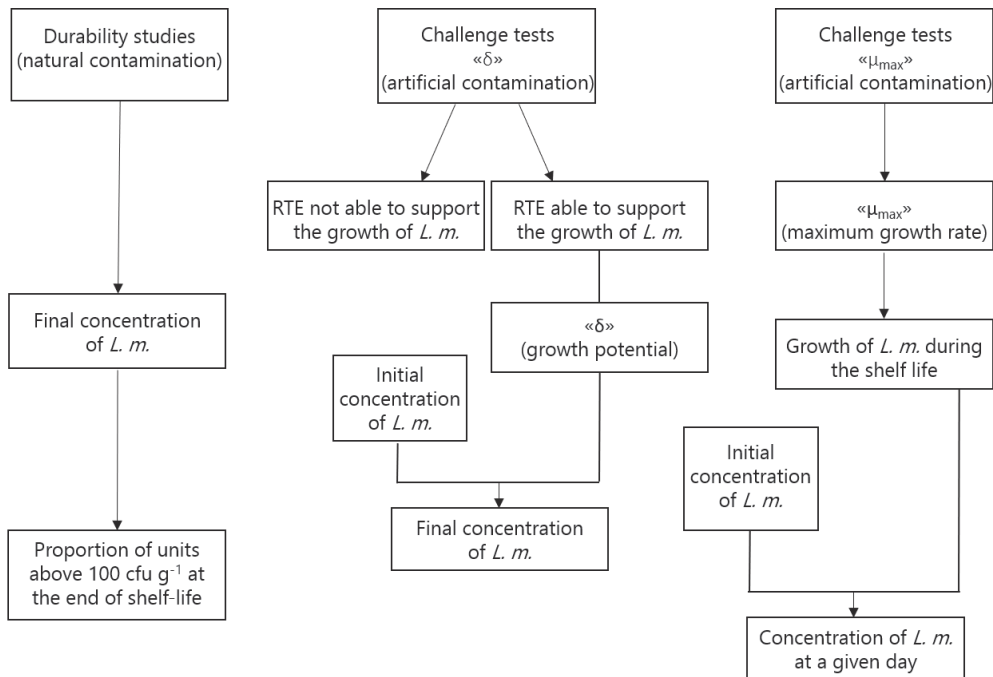 Durability studies
(natural contamination)
Final concentration
of L. m.
Proportion of units
above 100 cfu g⁻¹ at
the end of shelf-life
Challenge tests
«δ»
(artificial contamination)
RTE not able to support
the growth of L. m.
RTE able to support
the growth of L. m.
«δ»
(growth potential)
Initial
concentration
of L. m.
Final concentration
of L. m.
Challenge tests
«μmax»
(artificial contamination)
«μmax»
(maximum growth rate)
Growth of L. m. during
the shelf life
Initial
concentration
of L. m.
Concentration of L. m.
at a given day